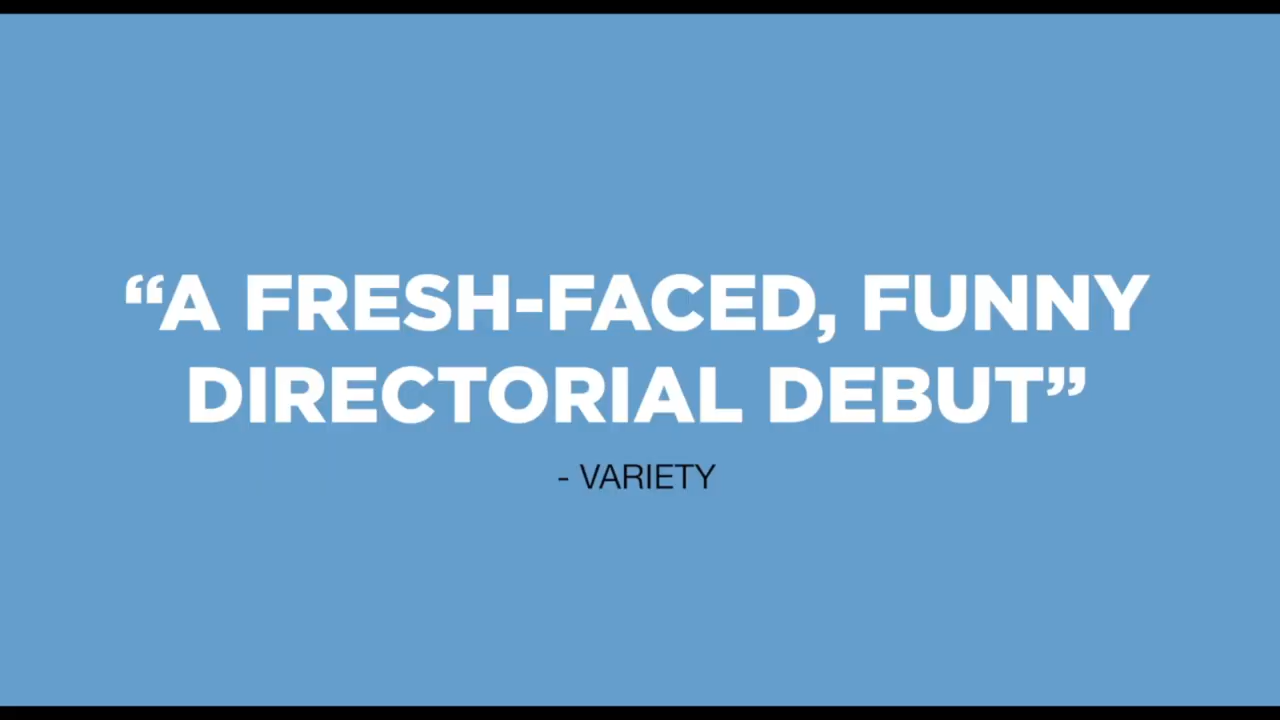 “A FRESH-FACED, FUNNY
DIRECTORIAL DEBUT”
- VARIETY